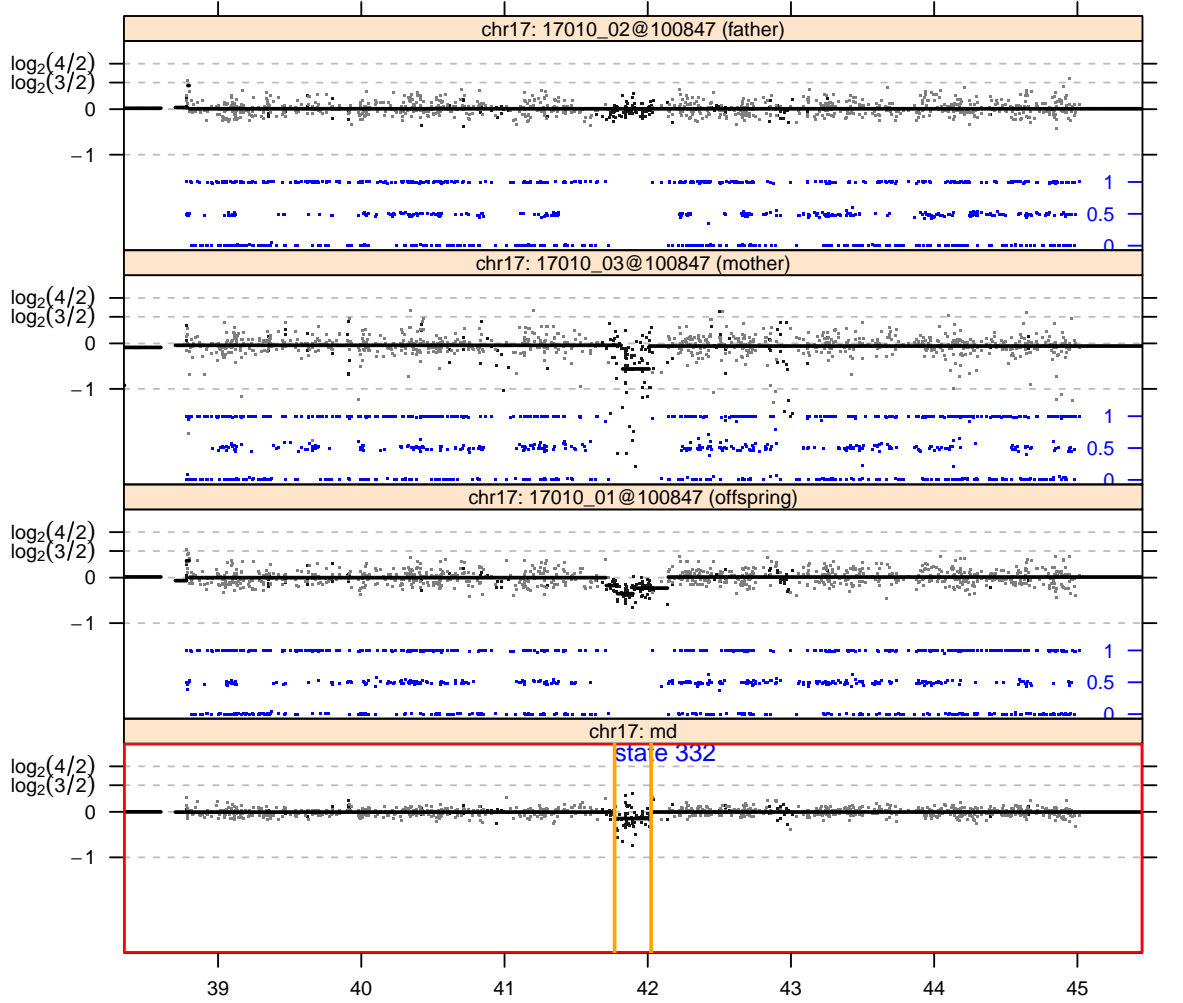 chr17: 17010_02@100847 (father)
log₂(4/2)
log₂(3/2)
0
−1
1
0.5
0
chr17: 17010_03@100847 (mother)
log₂(4/2)
log₂(3/2)
0
−1
1
0.5
0
chr17: 17010_01@100847 (offspring)
log₂(4/2)
log₂(3/2)
0
−1
1
0.5
0
chr17: md
state 332
log₂(4/2)
log₂(3/2)
0
−1
39 40 41 42 43 44 45